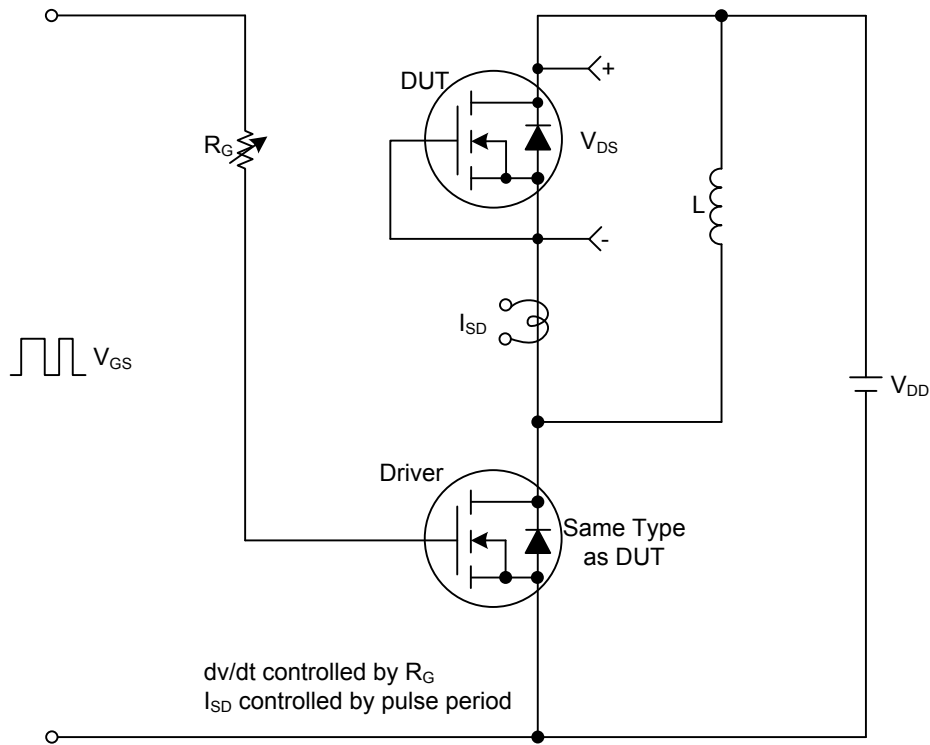 DUT
+
R_G
V_DS
L
-
I_SD
V_GS
V_DD
Driver
Same Type
as DUT
dv/dt controlled by R_G
I_SD controlled by pulse period